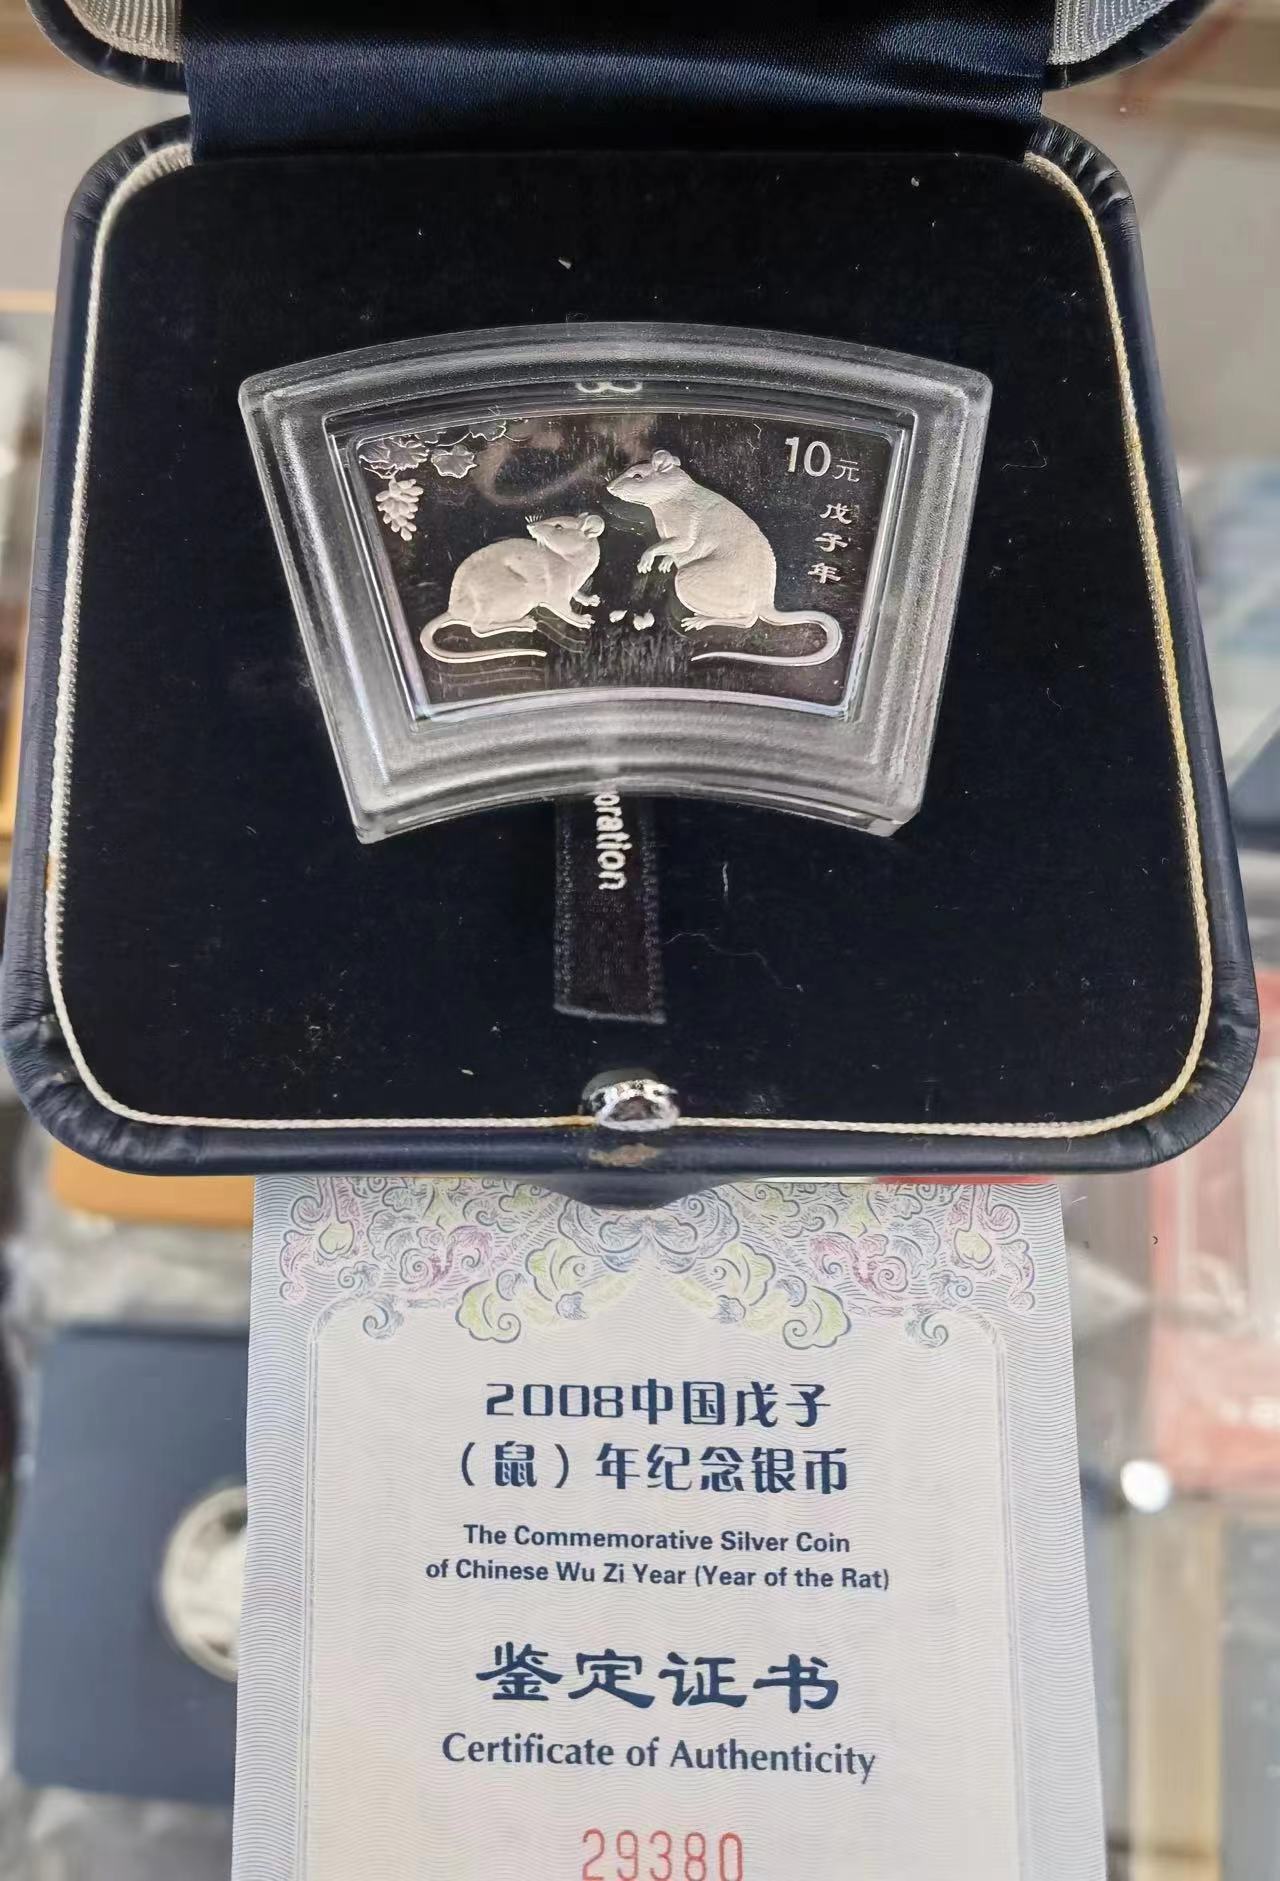 10元
戊子年
oration
2008中国戊子
（鼠）年纪念银币
The Commemorative Silver Coin
of Chinese Wu Zi Year (Year of the Rat)
鉴定证书
Certificate of Authenticity
29380